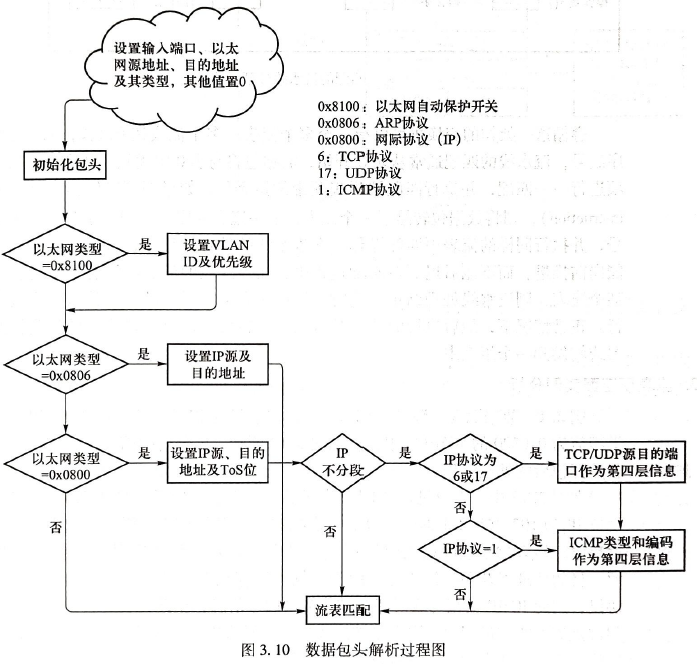 设置输入端口、以太
网源地址、目的地址
及其类型，其他值置0
0x8100：以太网自动保护开关
0x0806：ARP协议
0x0800：网际协议（IP）
6：TCP协议
17：UDP协议
1：ICMP协议
初始化包头
以太网类型
=0x8100
是
设置VLAN
ID及优先级
以太网类型
=0x0806
是
设置IP源及
目的地址
以太网类型
=0x0800
是
设置IP源、目的
地址及ToS位
IP
不分段
是
IP协议为
6或17
是
TCP/UDP源目的端
口作为第四层信息
否
否
否
IP协议=1
是
ICMP类型和编码
作为第四层信息
否
流表匹配
图 3.10 数据包头解析过程图